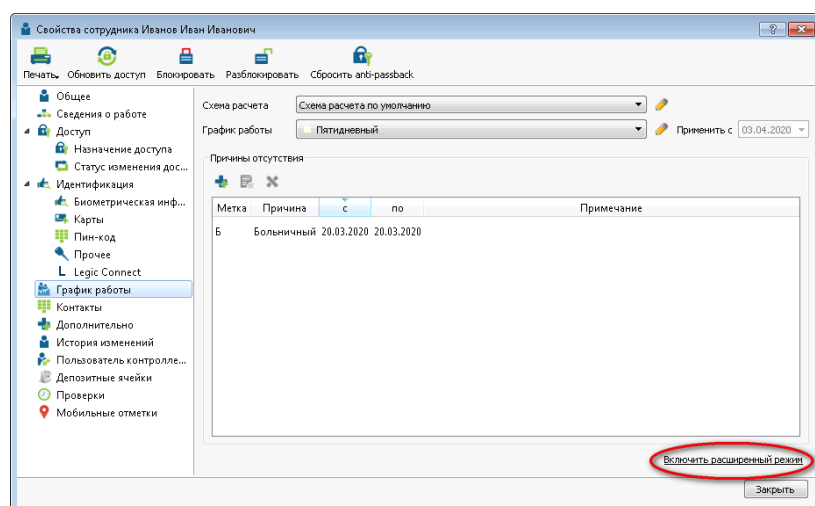 Свойства сотрудника Иванов Иван Иванович
Печать Обновить доступ Блокировать Разблокировать Сбросить anti-passback
Общее
Сведения о работе
Доступ
Назначение доступа
Статус изменения дос...
Идентификация
Биометрическая инф...
Карты
Пин-код
Прочее
Legic Connect
График работы
Контакты
Дополнительно
История изменений
Пользователь контролле...
Депозитные ячейки
Проверки
Мобильные отметки
Схема расчета Схема расчета по умолчанию
График работы Пятидневный Применить с 03.04.2020
Причины отсутствия
Метка Причина с по Примечание
Б Больничный 20.03.2020 20.03.2020
Включить расширенный режим
Закрыть